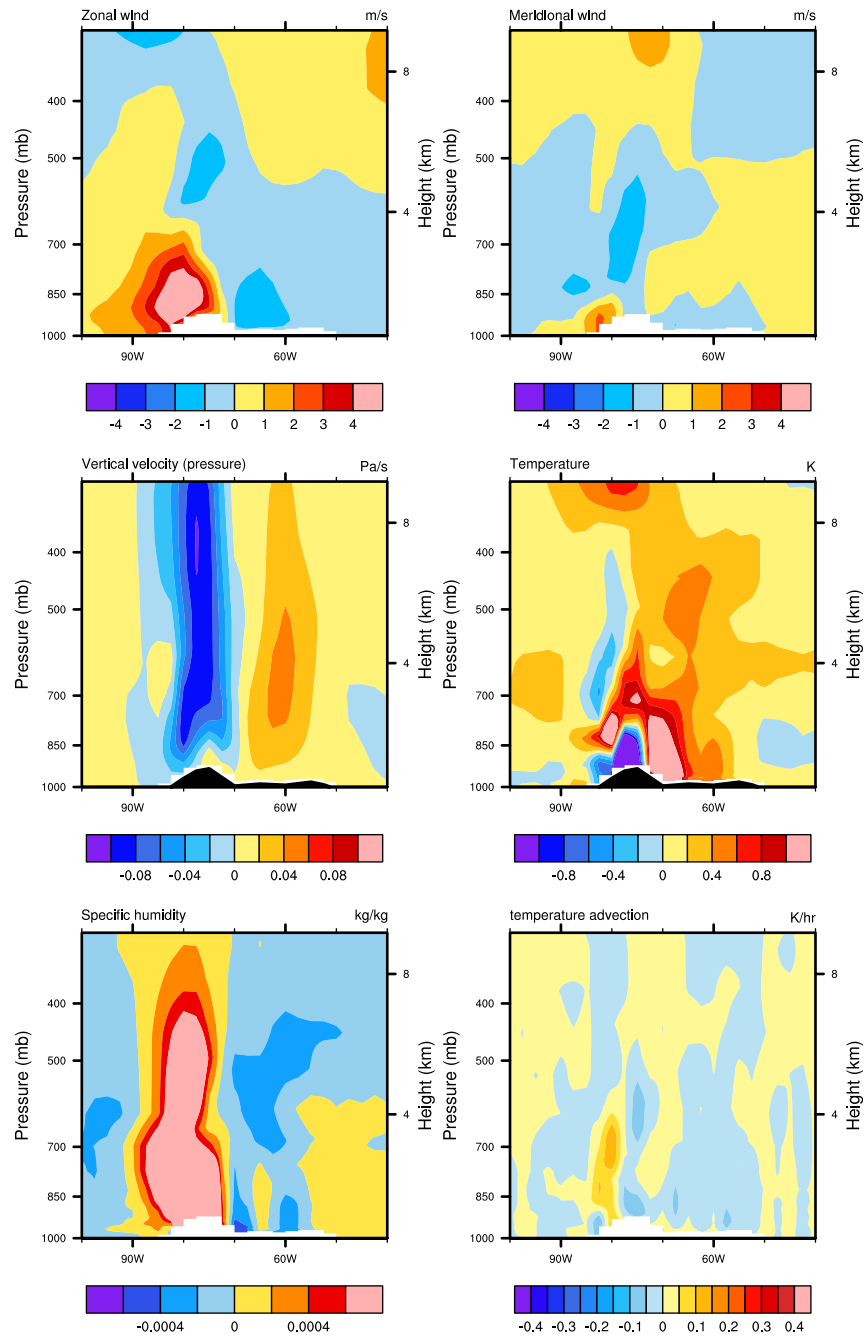 Zonal wind m/s
Pressure (mb)
400
500
700
850
1000
8
4
Height (km)
90W 60W
-4 -3 -2 -1 0 1 2 3 4
Meridional wind m/s
Pressure (mb)
400
500
700
850
1000
8
4
Height (km)
90W 60W
-4 -3 -2 -1 0 1 2 3 4
Vertical velocity (pressure) Pa/s
Pressure (mb)
400
500
700
850
1000
8
4
Height (km)
90W 60W
-0.08 -0.04 0 0.04 0.08
Temperature K
Pressure (mb)
400
500
700
850
1000
8
4
Height (km)
90W 60W
-0.8 -0.4 0 0.4 0.8
Specific humidity kg/kg
Pressure (mb)
400
500
700
850
1000
8
4
Height (km)
90W 60W
-0.0004 0 0.0004
temperature advection K/hr
Pressure (mb)
400
500
700
850
1000
8
4
Height (km)
90W 60W
-0.4 -0.3 -0.2 -0.1 0 0.1 0.2 0.3 0.4